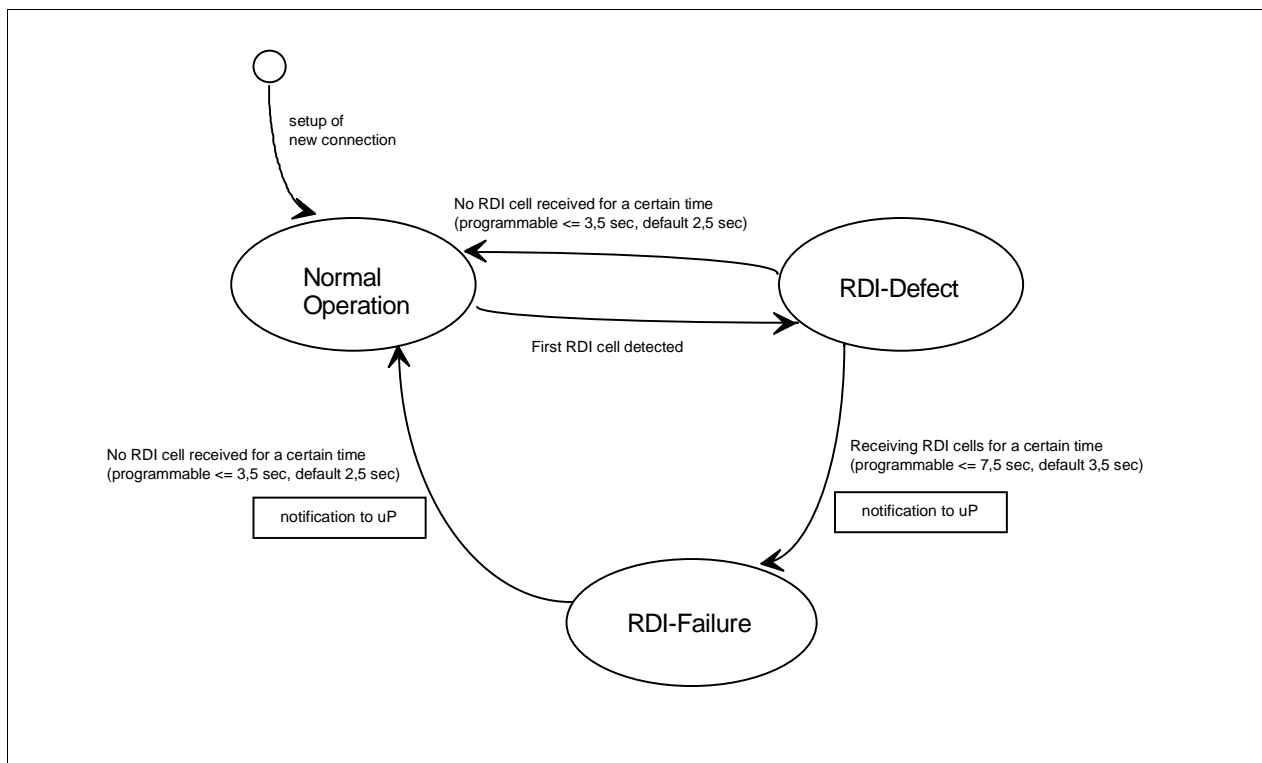 setup of
new connection
No RDI cell received for a certain time
(programmable <= 3,5 sec, default 2,5 sec)
Normal
Operation
RDI-Defect
First RDI cell detected
No RDI cell received for a certain time
(programmable <= 3,5 sec, default 2,5 sec)
notification to uP
Receiving RDI cells for a certain time
(programmable <= 7,5 sec, default 3,5 sec)
notification to uP
RDI-Failure